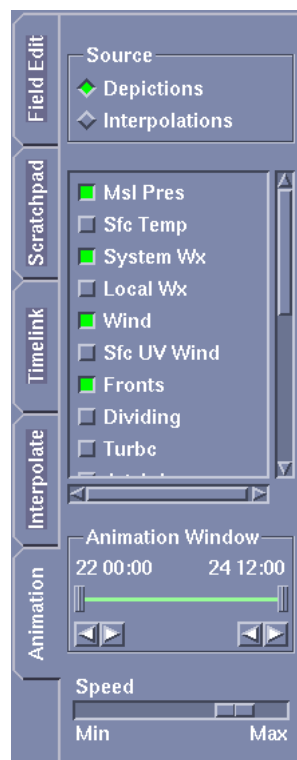 Field Edit
Scratchpad
Timelink
Interpolate
Animation
Source
Depictions
Interpolations
Msl Pres
Sfc Temp
System Wx
Local Wx
Wind
Sfc UV Wind
Fronts
Dividing
Turbc
Animation Window
22 00:00 24 12:00
Speed
Min Max